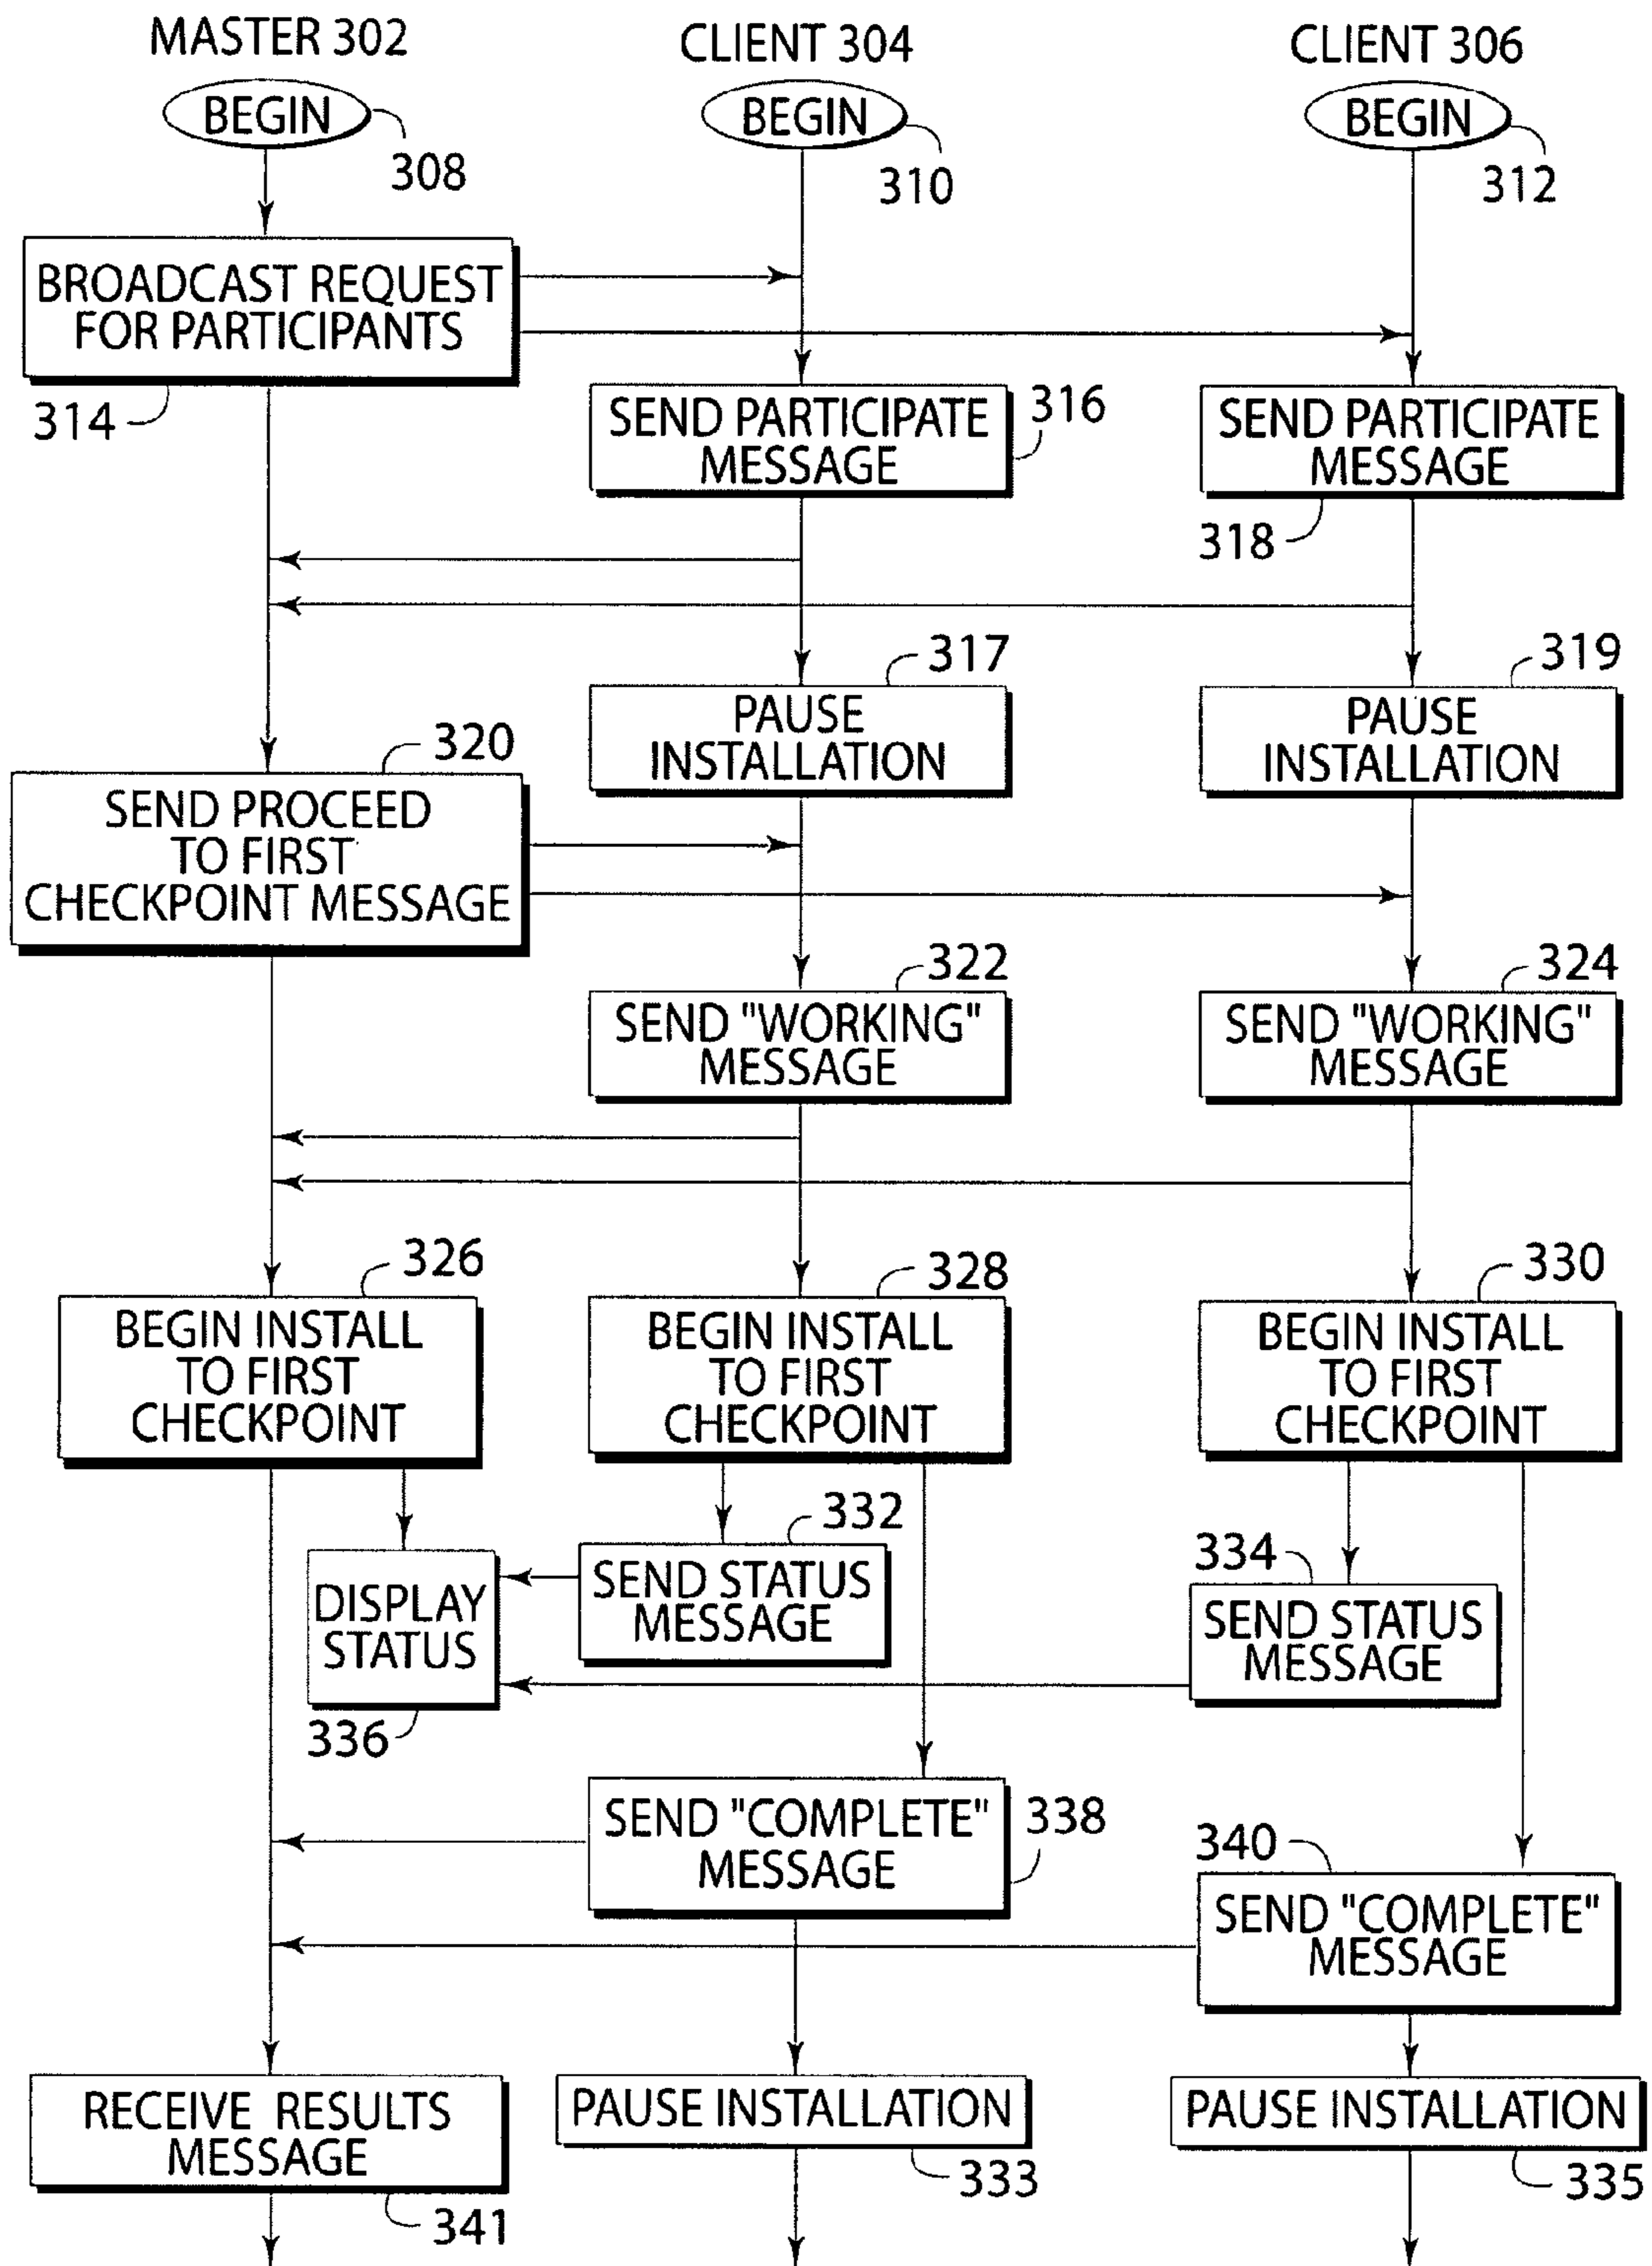 MASTER 302
CLIENT 304
CLIENT 306
BEGIN
308
BEGIN
310
BEGIN
312
BROADCAST REQUEST
FOR PARTICIPANTS
314
SEND PARTICIPATE
MESSAGE
316
SEND PARTICIPATE
MESSAGE
318
317
PAUSE
INSTALLATION
319
PAUSE
INSTALLATION
320
SEND PROCEED
TO FIRST
CHECKPOINT MESSAGE
322
SEND "WORKING"
MESSAGE
324
SEND "WORKING"
MESSAGE
326
BEGIN INSTALL
TO FIRST
CHECKPOINT
328
BEGIN INSTALL
TO FIRST
CHECKPOINT
330
BEGIN INSTALL
TO FIRST
CHECKPOINT
DISPLAY
STATUS
336
332
SEND STATUS
MESSAGE
334
SEND STATUS
MESSAGE
SEND "COMPLETE"
MESSAGE
338
340
SEND "COMPLETE"
MESSAGE
RECEIVE RESULTS
MESSAGE
341
PAUSE INSTALLATION
333
PAUSE INSTALLATION
335